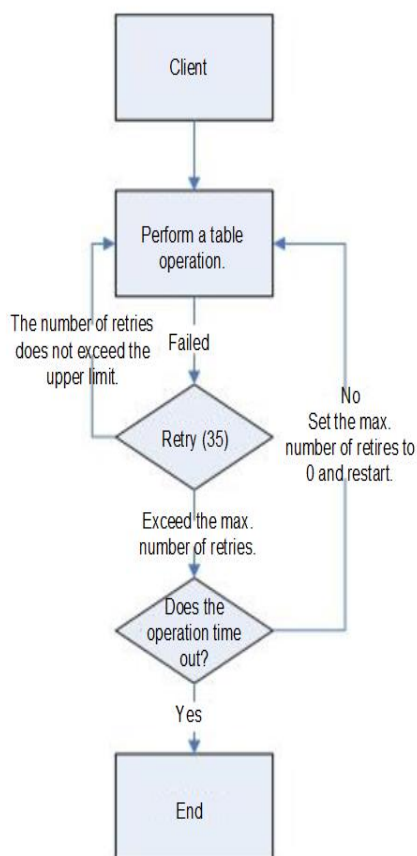 Client
Perform a table
operation.
The number of retries
does not exceed the
upper limit.
Failed
Retry (35)
No
Set the max.
number of retires to
0 and restart.
Exceed the max.
number of retries.
Does the
operation time
out?
Yes
End